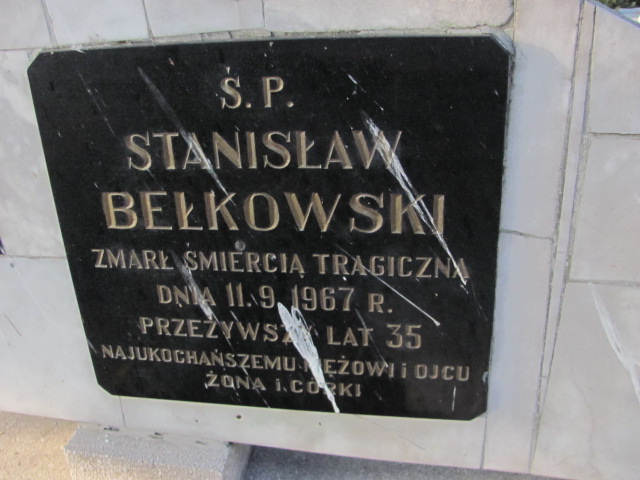 Ś.P.
STANISŁAW
BEŁKOWSKI
ZMARŁ ŚMIERCIĄ TRAGICZNĄ
DNIA 11.9.1967 R.
PRZEŻYWSZY LAT 35
NAJUKOCHAŃSZEMU MĘŻOWI i OJCU
ŻONA i CÓRKI